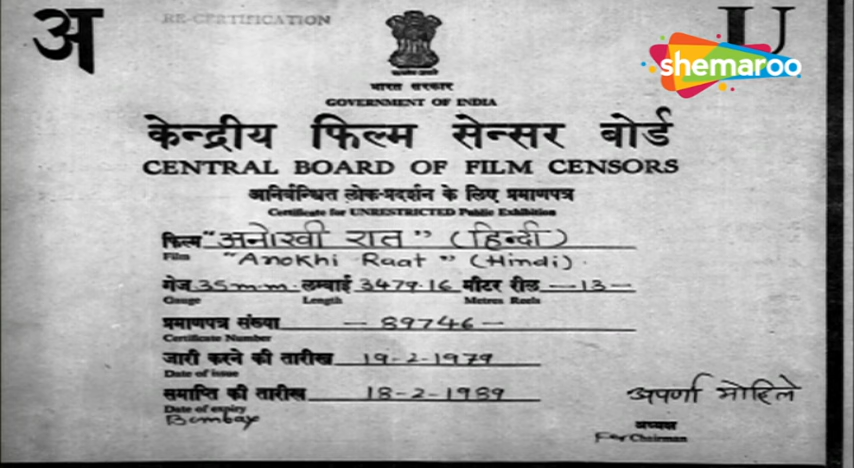 अ RE-CERTIFICATION U
shemaroo
भारत सरकार
GOVERNMENT OF INDIA
केन्द्रीय फिल्म सेन्सर बोर्ड
CENTRAL BOARD OF FILM CENSORS
अनिर्बन्धित लोक-प्रदर्शन के लिए प्रमाणपत्र
Certificate for UNRESTRICTED Public Exhibition
फिल्म "अनोखी रात" (हिन्दी)
Film "Anokhi Raat" (Hindi).
गेज 35m.m. लम्बाई 3479.16 मीटर रील —13—
Gauge Length Metres Reels
प्रमाणपत्र संख्या — 89746 —
Certificate Number
जारी करने की तारीख 19-2-1979
Date of issue
समाप्ति की तारीख 18-2-1989
Date of expiry
Bombay
अपर्णा मोहिले
अध्यक्ष
For Chairman